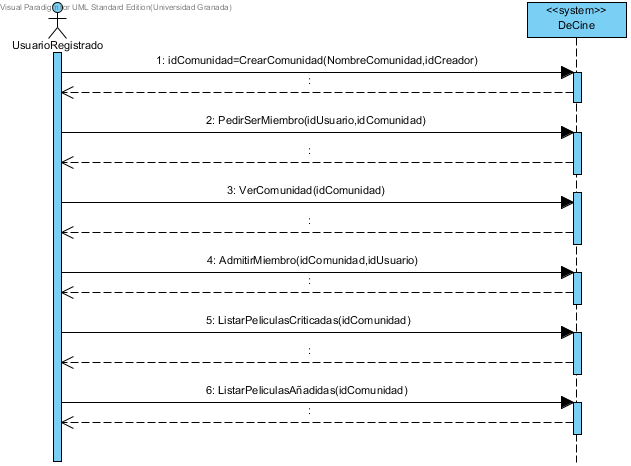 Visual Paradigm for UML Standard Edition(Universidad Granada)
<<system>>
DeCine
UsuarioRegistrado
1: idComunidad=CrearComunidad(NombreComunidad,idCreador)
:
2: PedirSerMiembro(idUsuario,idComunidad)
:
3: VerComunidad(idComunidad)
:
4: AdmitirMiembro(idComunidad,idUsuario)
:
5: ListarPeliculasCriticadas(idComunidad)
:
6: ListarPeliculasAñadidas(idComunidad)
: